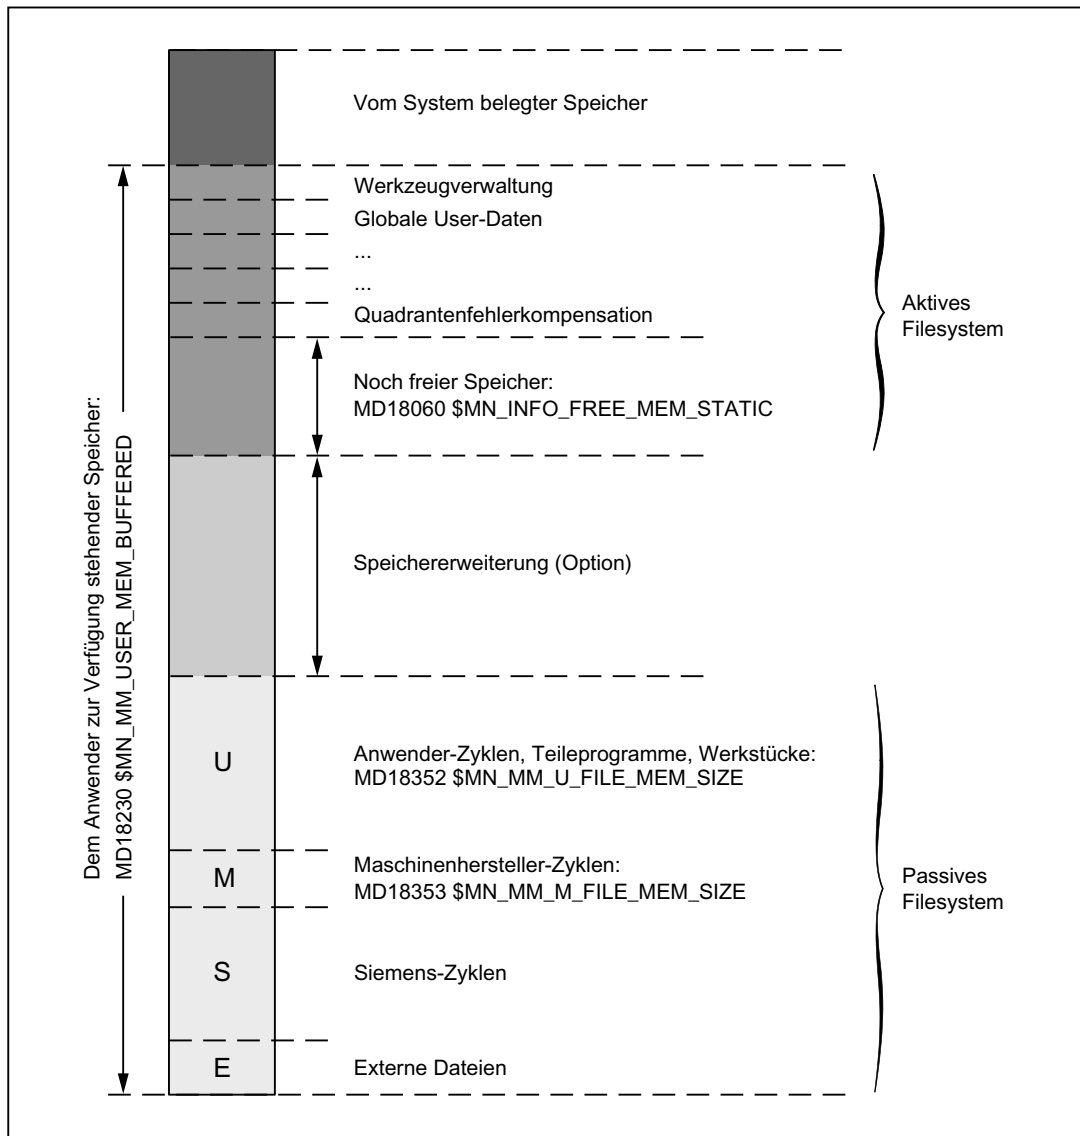 Vom System belegter Speicher
Werkzeugverwaltung
Globale User-Daten
...
...
Quadrantenfehlerkompensation
Noch freier Speicher:
MD18060 $MN_INFO_FREE_MEM_STATIC
Aktives
Filesystem
Speichererweiterung (Option)
Dem Anwender zur Verfügung stehender Speicher:
MD18230 $MN_MM_USER_MEM_BUFFERED
U
Anwender-Zyklen, Teileprogramme, Werkstücke:
MD18352 $MN_MM_U_FILE_MEM_SIZE
M
Maschinenhersteller-Zyklen:
MD18353 $MN_MM_M_FILE_MEM_SIZE
Passives
Filesystem
S
Siemens-Zyklen
E
Externe Dateien